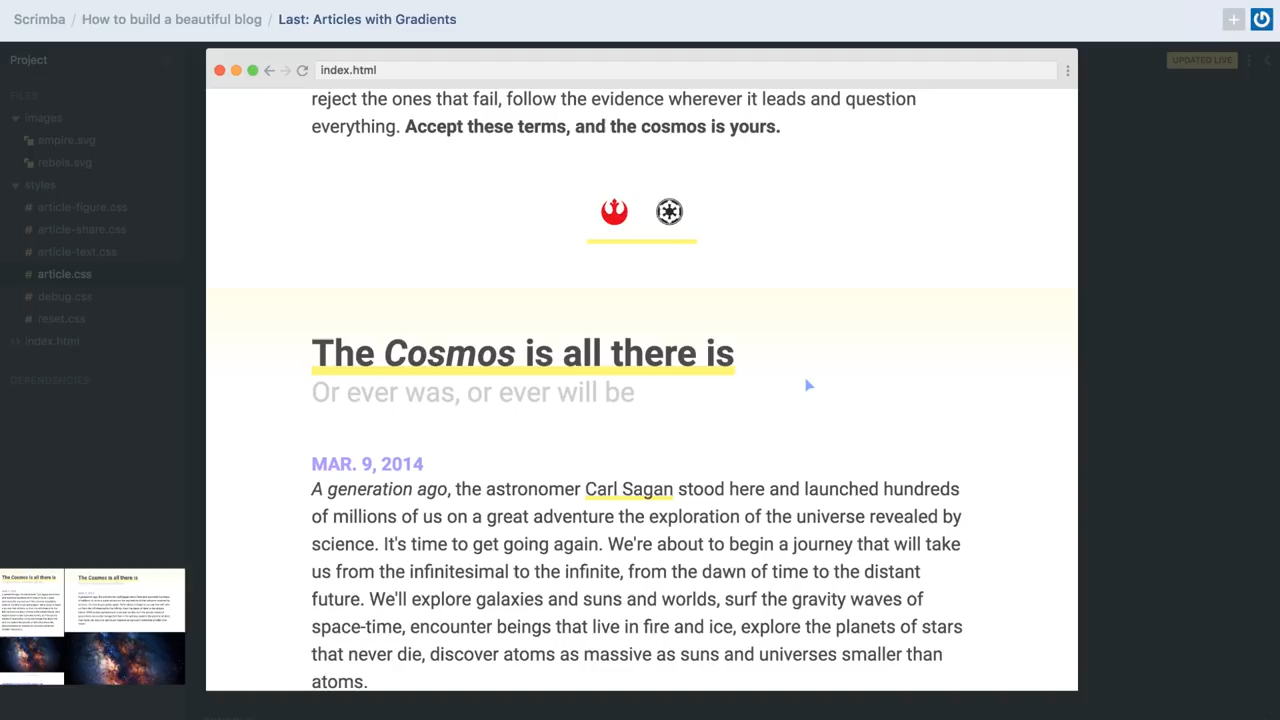 Scrimba / How to build a beautiful blog / Last: Articles with Gradients
Project
UPDATED LIVE
index.html
FILES
images
empire.svg
rebels.svg
styles
article-figure.css
article-share.css
article-text.css
article.css
debug.css
reset.css
index.html
DEPENDENCIES
reject the ones that fail, follow the evidence wherever it leads and question
everything. Accept these terms, and the cosmos is yours.
The Cosmos is all there is
Or ever was, or ever will be
MAR. 9, 2014
A generation ago, the astronomer Carl Sagan stood here and launched hundreds
of millions of us on a great adventure the exploration of the universe revealed by
science. It's time to get going again. We're about to begin a journey that will take
us from the infinitesimal to the infinite, from the dawn of time to the distant
future. We'll explore galaxies and suns and worlds, surf the gravity waves of
space-time, encounter beings that live in fire and ice, explore the planets of stars
that never die, discover atoms as massive as suns and universes smaller than
atoms.
The Cosmos is all there is
The Cosmos is all there is